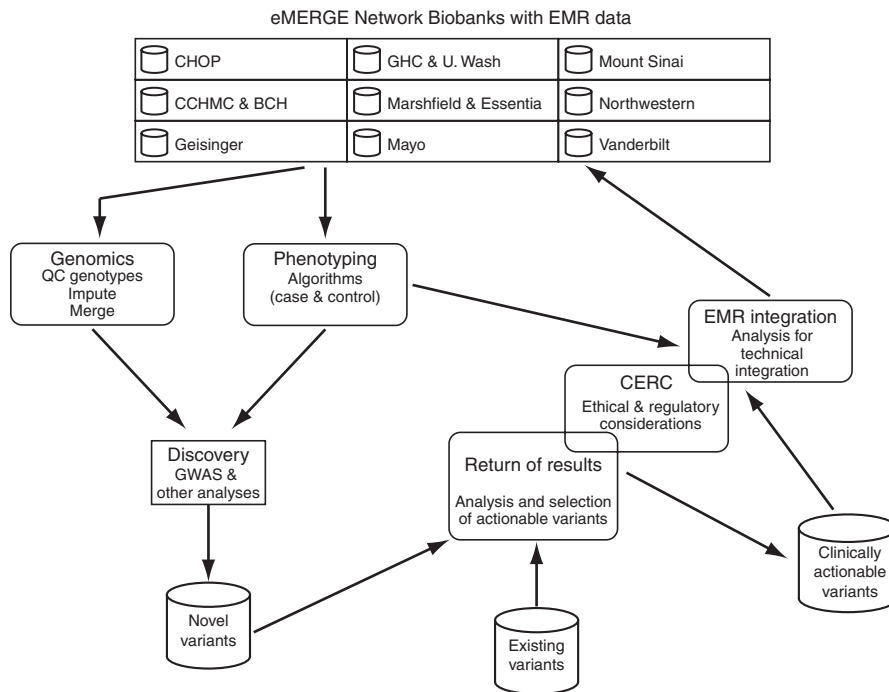 eMERGE Network Biobanks with EMR data
CHOP
GHC & U. Wash
Mount Sinai
CCHMC & BCH
Marshfield & Essentia
Northwestern
Geisinger
Mayo
Vanderbilt
Genomics
QC genotypes
Impute
Merge
Phenotyping
Algorithms
(case & control)
EMR integration
Analysis for
technical
integration
CERC
Ethical & regulatory
considerations
Discovery
GWAS &
other analyses
Return of results
Analysis and selection
of actionable variants
Clinically
actionable
variants
Novel
variants
Existing
variants